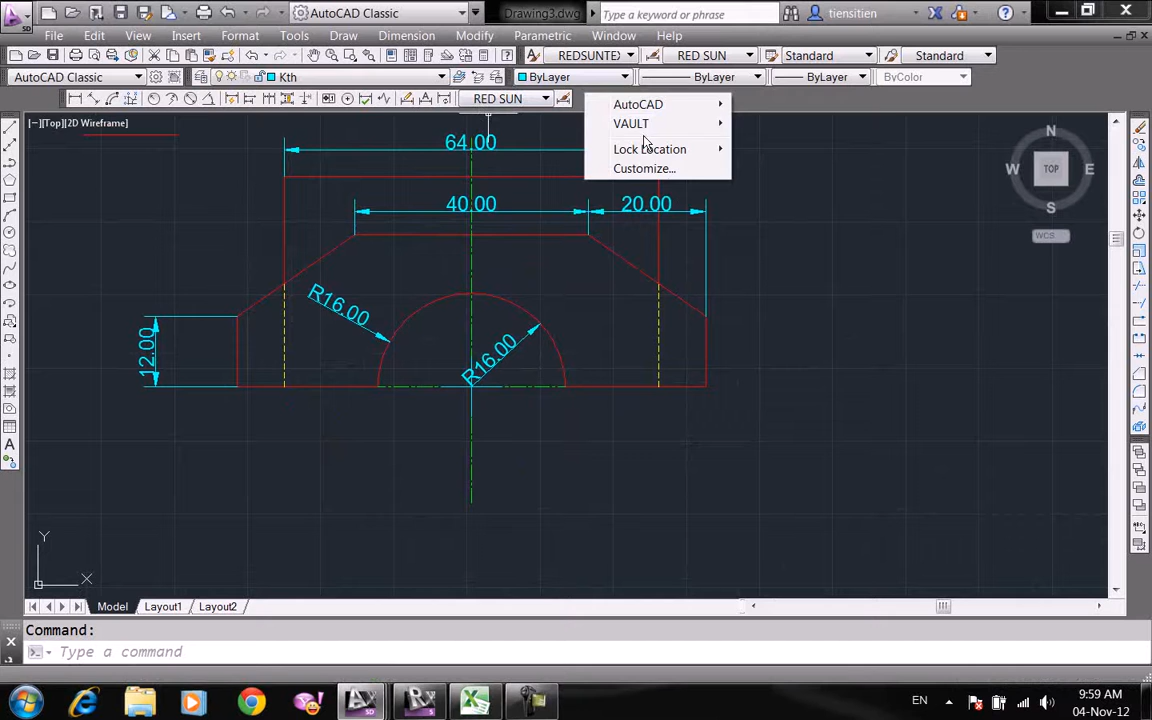 SD
AutoCAD Classic
Drawing3.dwg
Type a keyword or phrase
tiensitien
File Edit View Insert Format Tools Draw Dimension Modify Parametric Window Help
REDSUNTEX RED SUN Standard Standard
AutoCAD Classic
Kth
ByLayer ByLayer ByLayer ByColor
RED SUN
AutoCAD
VAULT
Lock Location
Customize...
[−][Top][2D Wireframe]
64.00
N
W TOP E
S
WCS
40.00 20.00
R16.00
12.00
R16.00
Y
X
Model Layout1 Layout2
Command:
Type a command
EN
9:59 AM
04-Nov-12